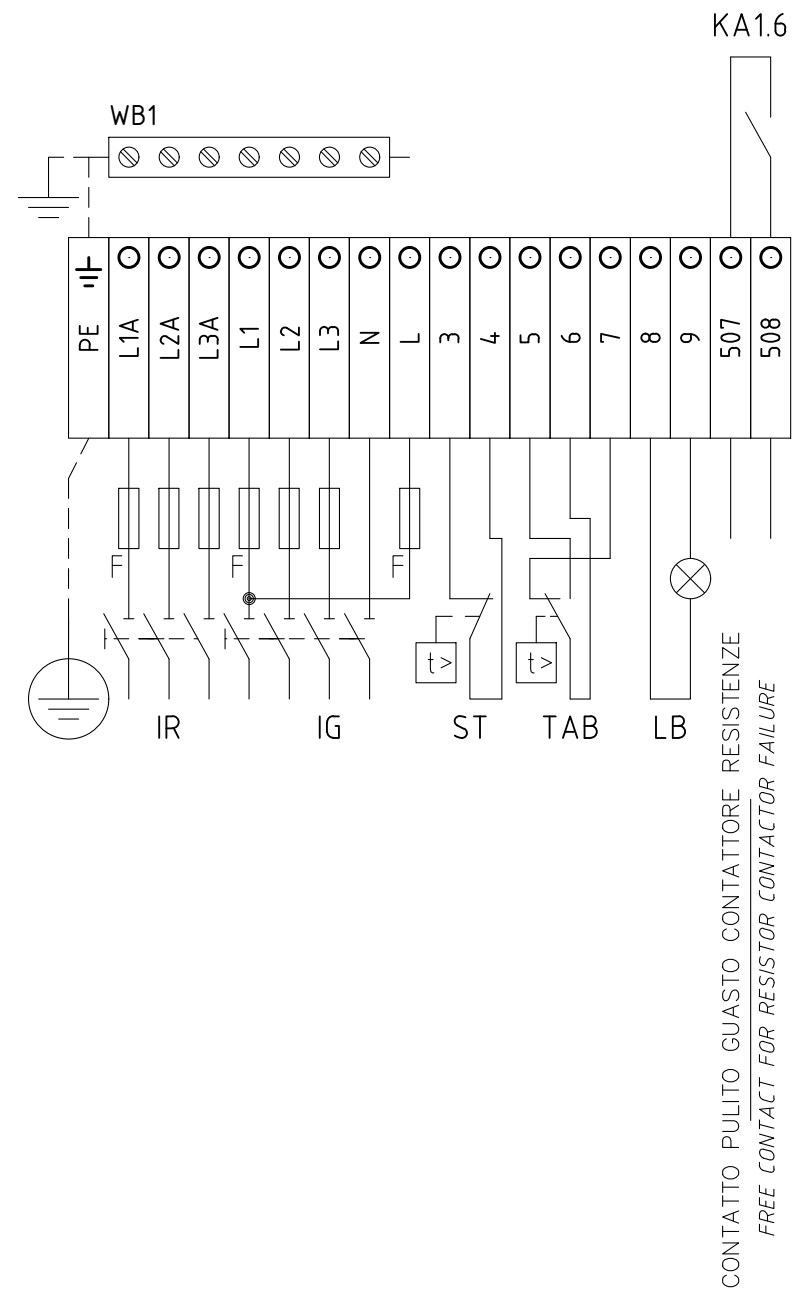 KA1.6
WB1
PE
L1A
L2A
L3A
L1
L2
L3
N
L
3
4
5
6
7
8
9
507
508
F
F
F
t>
t>
IR
IG
ST
TAB
LB
CONTATTO PULITO GUASTO CONTATTORE RESISTENZE
FREE CONTACT FOR RESISTOR CONTACTOR FAILURE